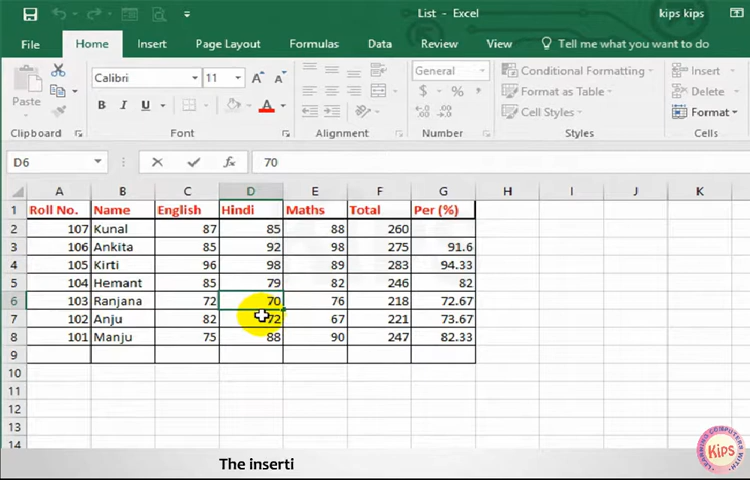 List - Excel
kips kips
File
Home
Insert
Page Layout
Formulas
Data
Review
View
Tell me what you want to do
Paste
Calibri
11
A A
B I U
A
General
$ % ,
Conditional Formatting
Format as Table
Cell Styles
Insert
Delete
Format
Clipboard
Font
Alignment
Number
Styles
Cells
D6
fx
70
A B C D E F G H I J K
1 Roll No. Name English Hindi Maths Total Per (%)
2 107 Kunal 87 85 88 260
3 106 Ankita 85 92 98 275 91.6
4 105 Kirti 96 98 89 283 94.33
5 104 Hemant 85 79 82 246 82
6 103 Ranjana 72 70 76 218 72.67
7 102 Anju 82 72 67 221 73.67
8 101 Manju 75 88 90 247 82.33
9
10
11
12
13
14
The inserti
LEARNING COMPUTERS WITH
Kips